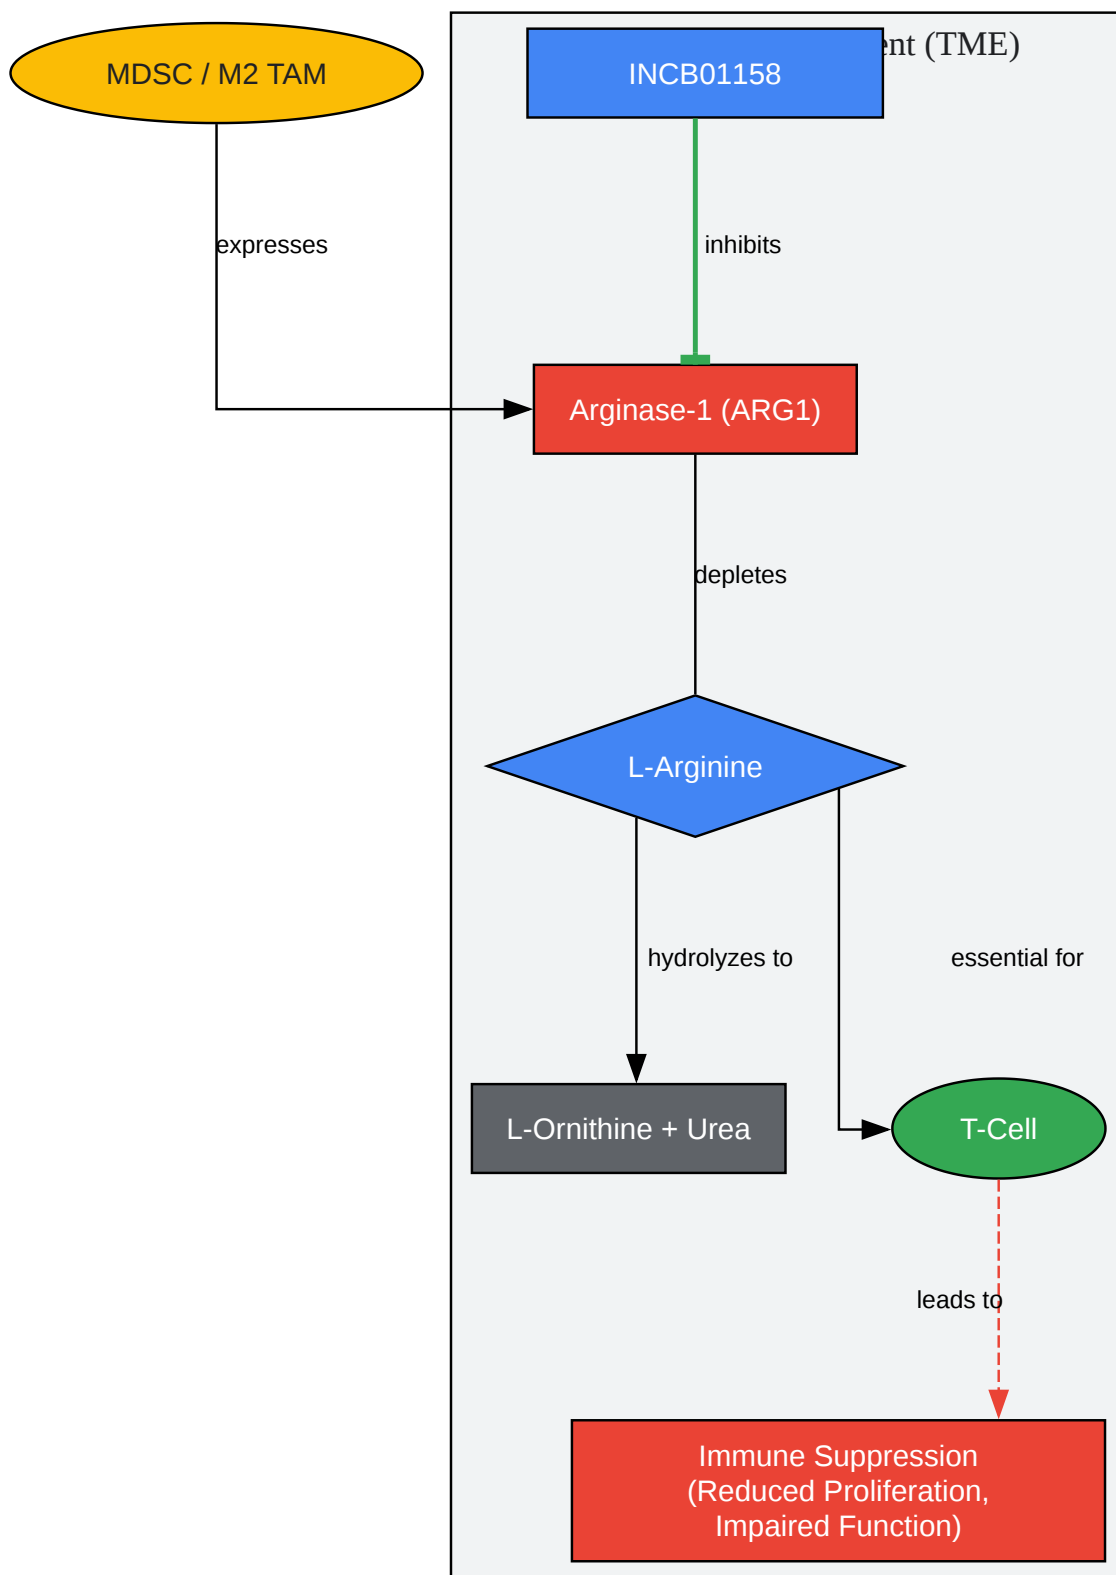 MDSC / M2 TAM
INCB01158
(TME)
expresses
inhibits
Arginase-1 (ARG1)
depletes
L-Arginine
hydrolyzes to
essential for
L-Ornithine + Urea
T-Cell
leads to
Immune Suppression
(Reduced Proliferation,
Impaired Function)